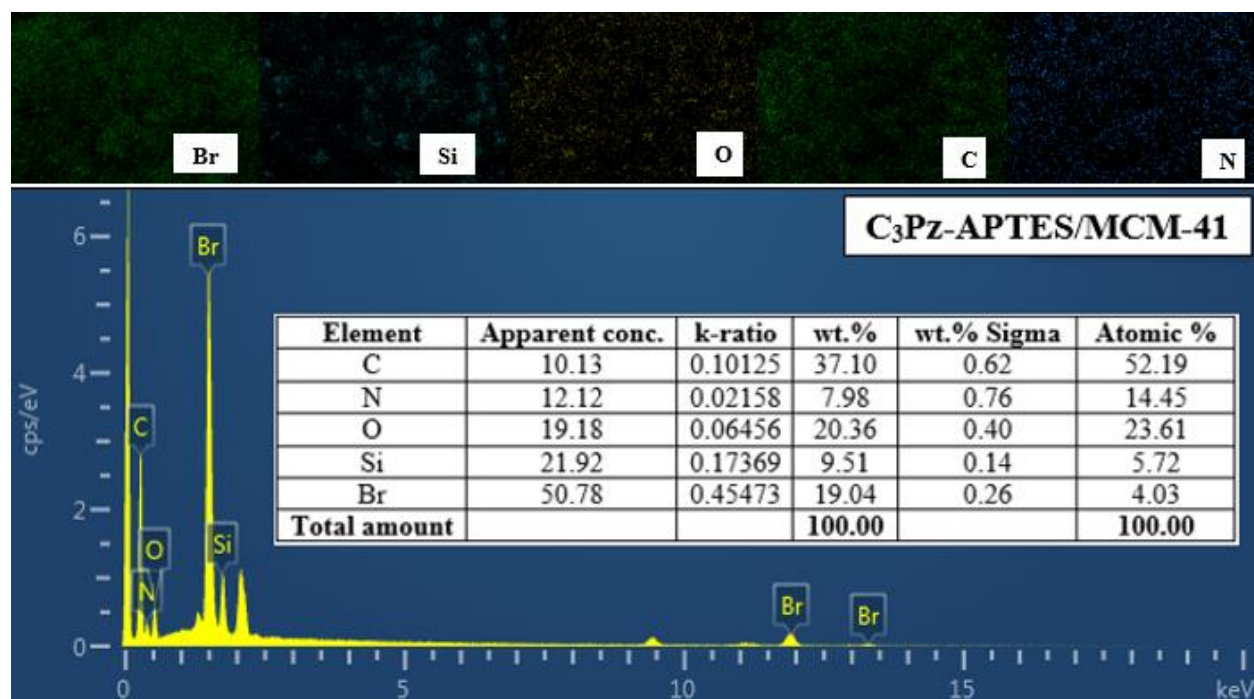 Br Si O C N
C₃Pz-APTES/MCM-41
6
Br
Element Apparent conc. k-ratio wt.% wt.% Sigma Atomic %
C 10.13 0.10125 37.10 0.62 52.19
N 12.12 0.02158 7.98 0.76 14.45
O 19.18 0.06456 20.36 0.40 23.61
Si 21.92 0.17369 9.51 0.14 5.72
Br 50.78 0.45473 19.04 0.26 4.03
Total amount 100.00 100.00
4
cps/eV
C
2
O Si
N
Br Br
0
0 5 10 15 keV